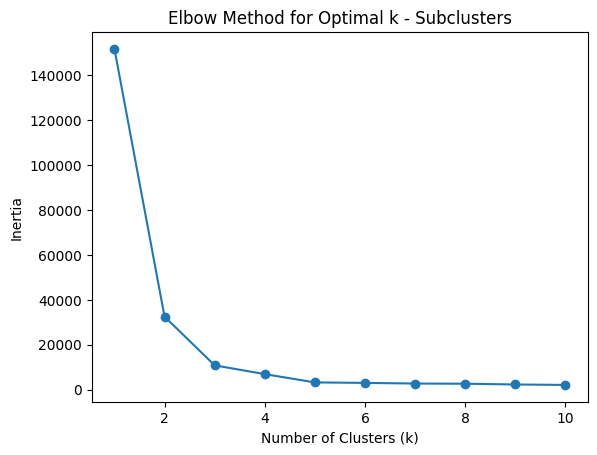 Elbow Method for Optimal k - Subclusters
140000
120000
100000
80000
60000
40000
20000
0
Inertia
2 4 6 8 10
Number of Clusters (k)